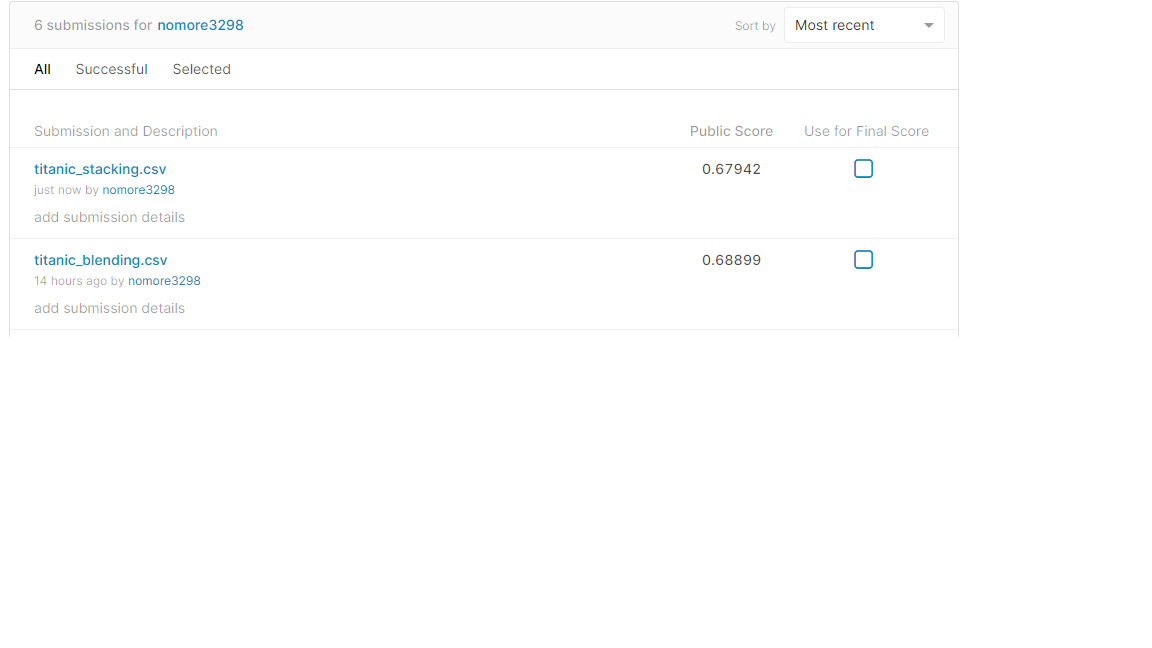 6 submissions for nomore3298 Sort by Most recent
All Successful Selected
Submission and Description Public Score Use for Final Score
titanic_stacking.csv 0.67942
just now by nomore3298
add submission details
titanic_blending.csv 0.68899
14 hours ago by nomore3298
add submission details